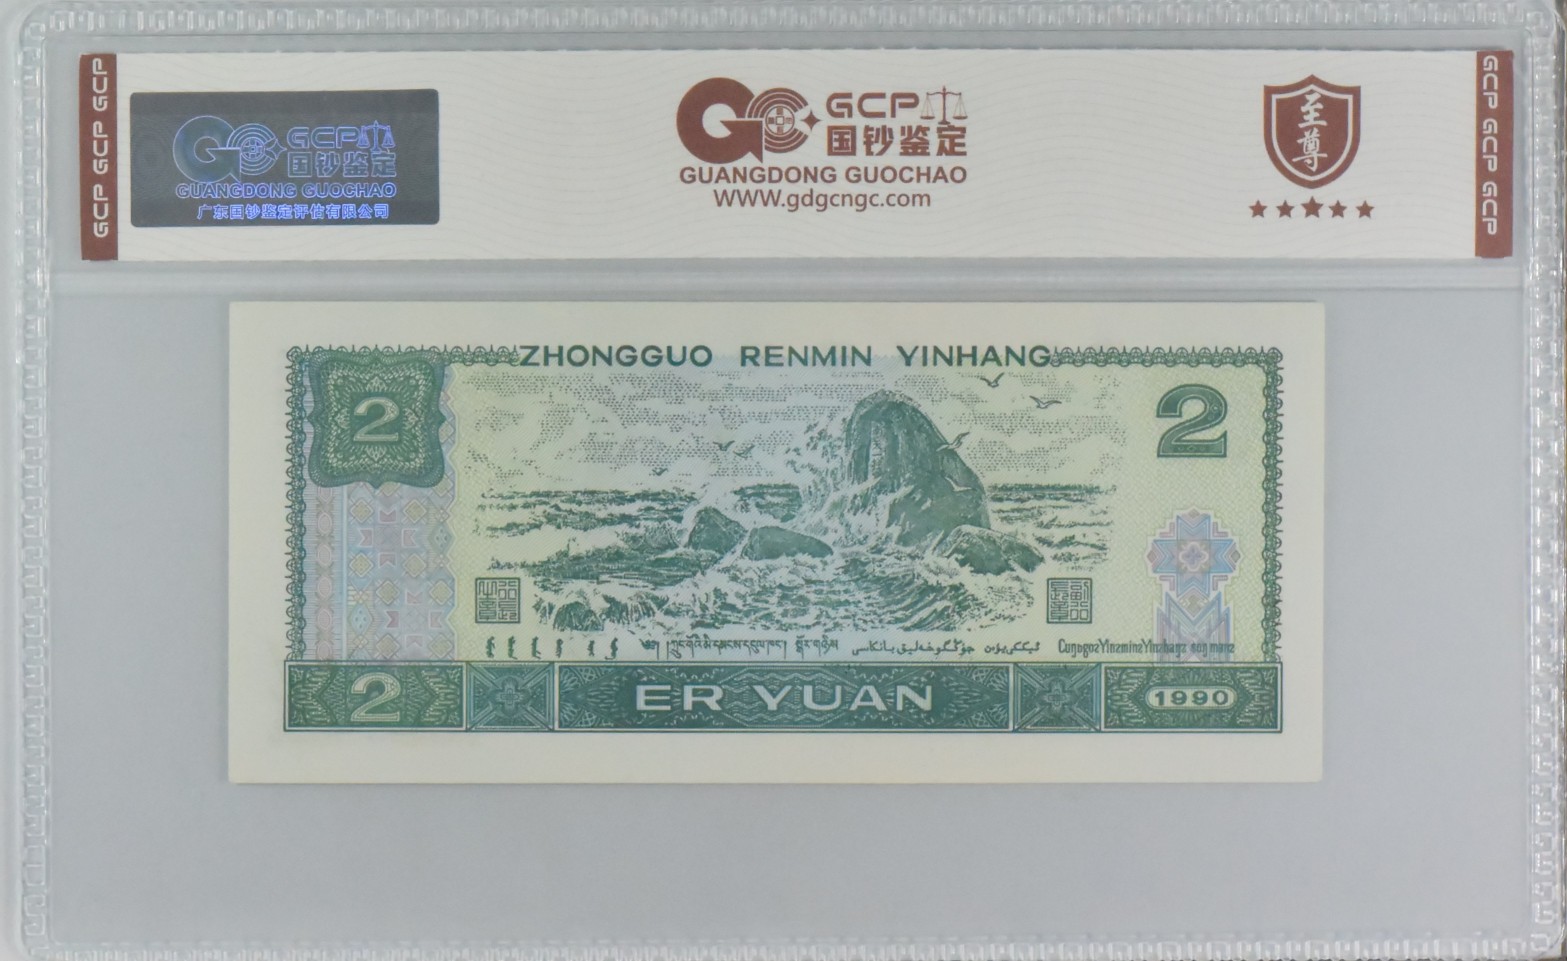 GCP GCP GCP
GCP
国钞鉴定
GUANGDONG GUOCHAO
广东国钞鉴定评估有限公司
GCP
国钞鉴定
GUANGDONG GUOCHAO
WWW.gdgcngc.com
至尊
GCP GCP GCP
ZHONGGUO RENMIN YINHANG
2
2
2
ER YUAN
1990